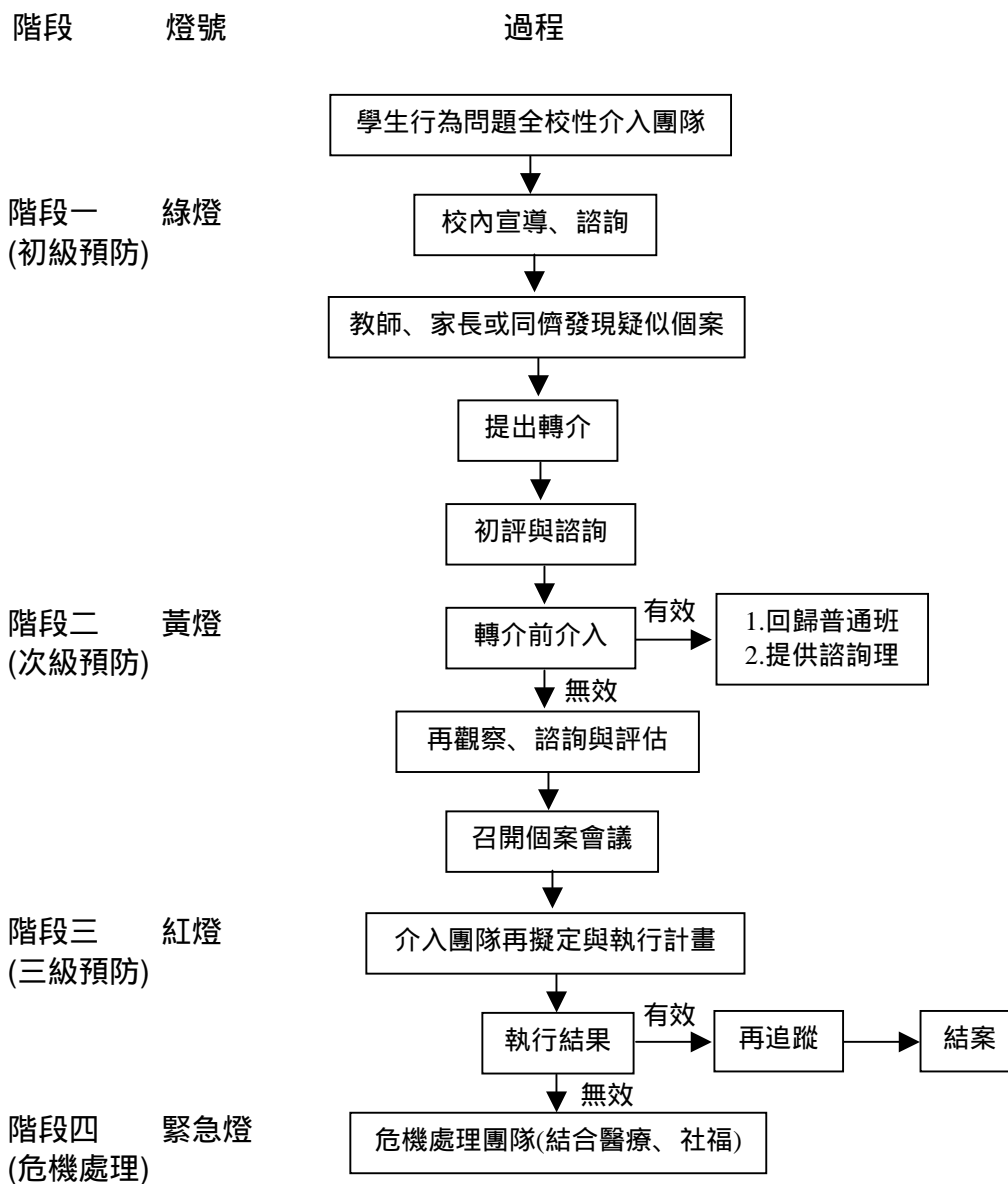 階段 燈號 過程
學生行為問題全校性介入團隊
階段一 綠燈 校內宣導、諮詢
(初級預防)
教師、家長或同儕發現疑似個案
提出轉介
初評與諮詢
階段二 黃燈 轉介前介入 有效 1.回歸普通班
(次級預防) 2.提供諮詢理
無效
再觀察、諮詢與評估
召開個案會議
階段三 紅燈 介入團隊再擬定與執行計畫
(三級預防)
執行結果 有效 再追蹤 結案
無效
階段四 緊急燈 危機處理團隊(結合醫療、社福)
(危機處理)